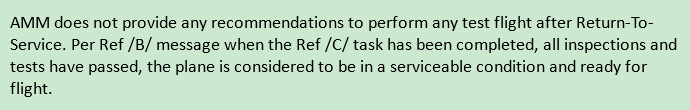 AMM does not provide any recommendations to perform any test flight after Return-To-
Service. Per Ref /B/ message when the Ref /C/ task has been completed, all inspections and
tests have passed, the plane is considered to be in a serviceable condition and ready for
flight.